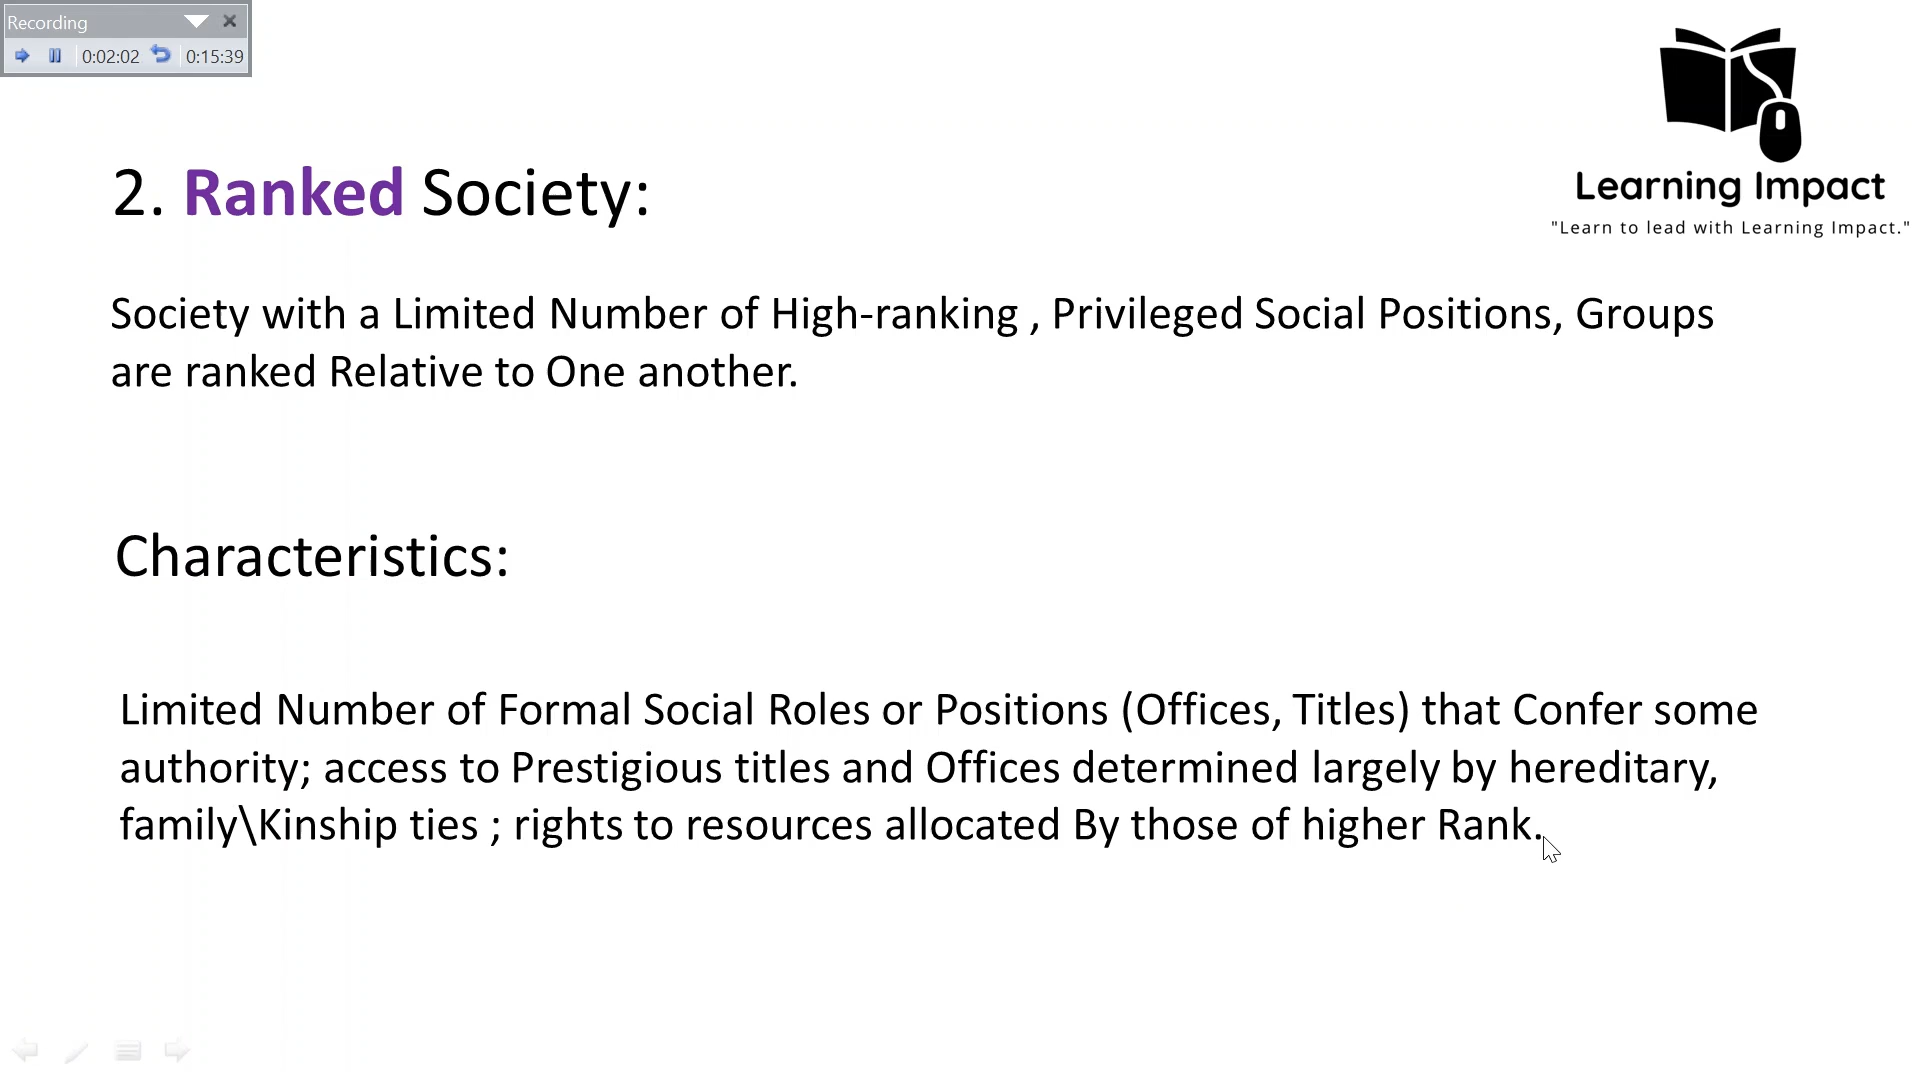 Recording
0:02:02 0:15:39
Learning Impact
"Learn to lead with Learning Impact."
2. Ranked Society:
Society with a Limited Number of High-ranking , Privileged Social Positions, Groups
are ranked Relative to One another.
Characteristics:
Limited Number of Formal Social Roles or Positions (Offices, Titles) that Confer some
authority; access to Prestigious titles and Offices determined largely by hereditary,
family\Kinship ties ; rights to resources allocated By those of higher Rank.